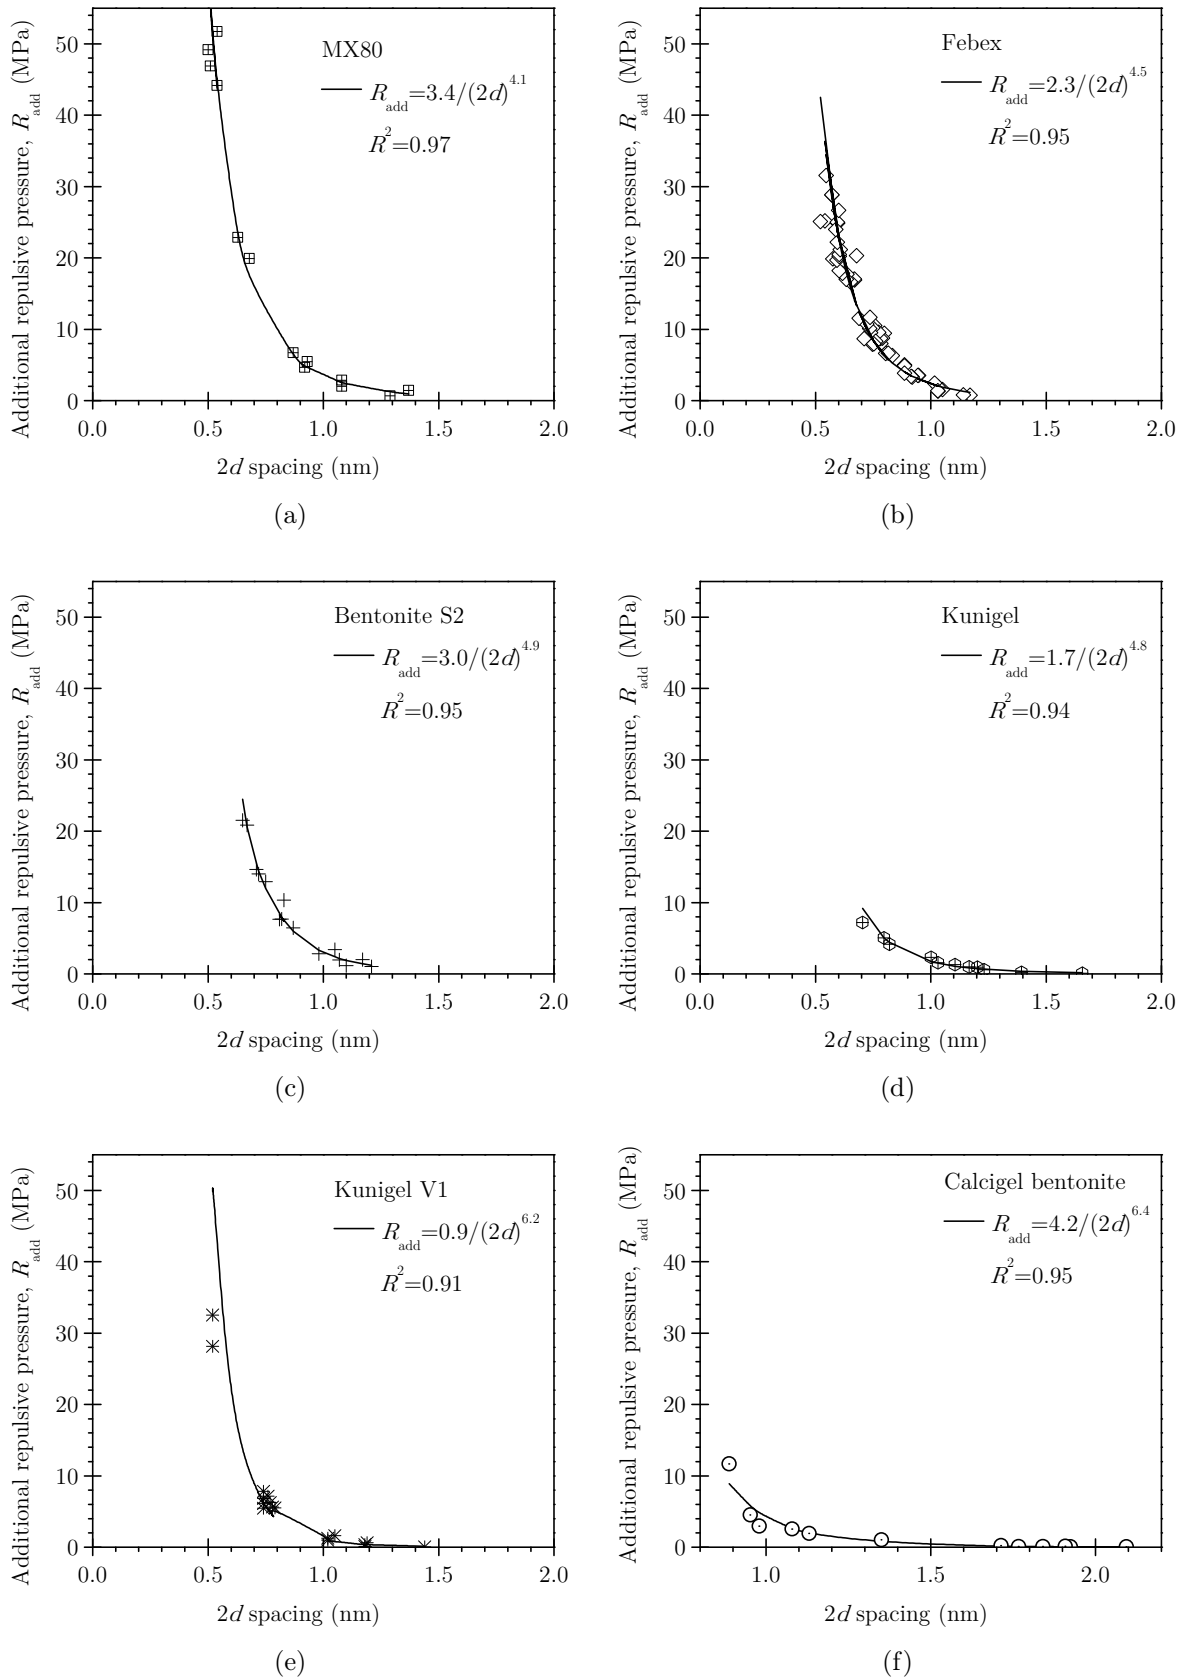 Additional repulsive pressure, R_add (MPa)
50
40
30
20
10
0
MX80
R_add=3.4/(2d)^4.1
R^2=0.97
0.0 0.5 1.0 1.5 2.0
2d spacing (nm)
(a)
Additional repulsive pressure, R_add (MPa)
50
40
30
20
10
0
Febex
R_add=2.3/(2d)^4.5
R^2=0.95
0.0 0.5 1.0 1.5 2.0
2d spacing (nm)
(b)
Additional repulsive pressure, R_add (MPa)
50
40
30
20
10
0
Bentonite S2
R_add=3.0/(2d)^4.9
R^2=0.95
0.0 0.5 1.0 1.5 2.0
2d spacing (nm)
(c)
Additional repulsive pressure, R_add (MPa)
50
40
30
20
10
0
Kunigel
R_add=1.7/(2d)^4.8
R^2=0.94
0.0 0.5 1.0 1.5 2.0
2d spacing (nm)
(d)
Additional repulsive pressure, R_add (MPa)
50
40
30
20
10
0
Kunigel V1
R_add=0.9/(2d)^6.2
R^2=0.91
0.0 0.5 1.0 1.5 2.0
2d spacing (nm)
(e)
Additional repulsive pressure, R_add (MPa)
50
40
30
20
10
0
Calcigel bentonite
R_add=4.2/(2d)^6.4
R^2=0.95
1.0 1.5 2.0
2d spacing (nm)
(f)